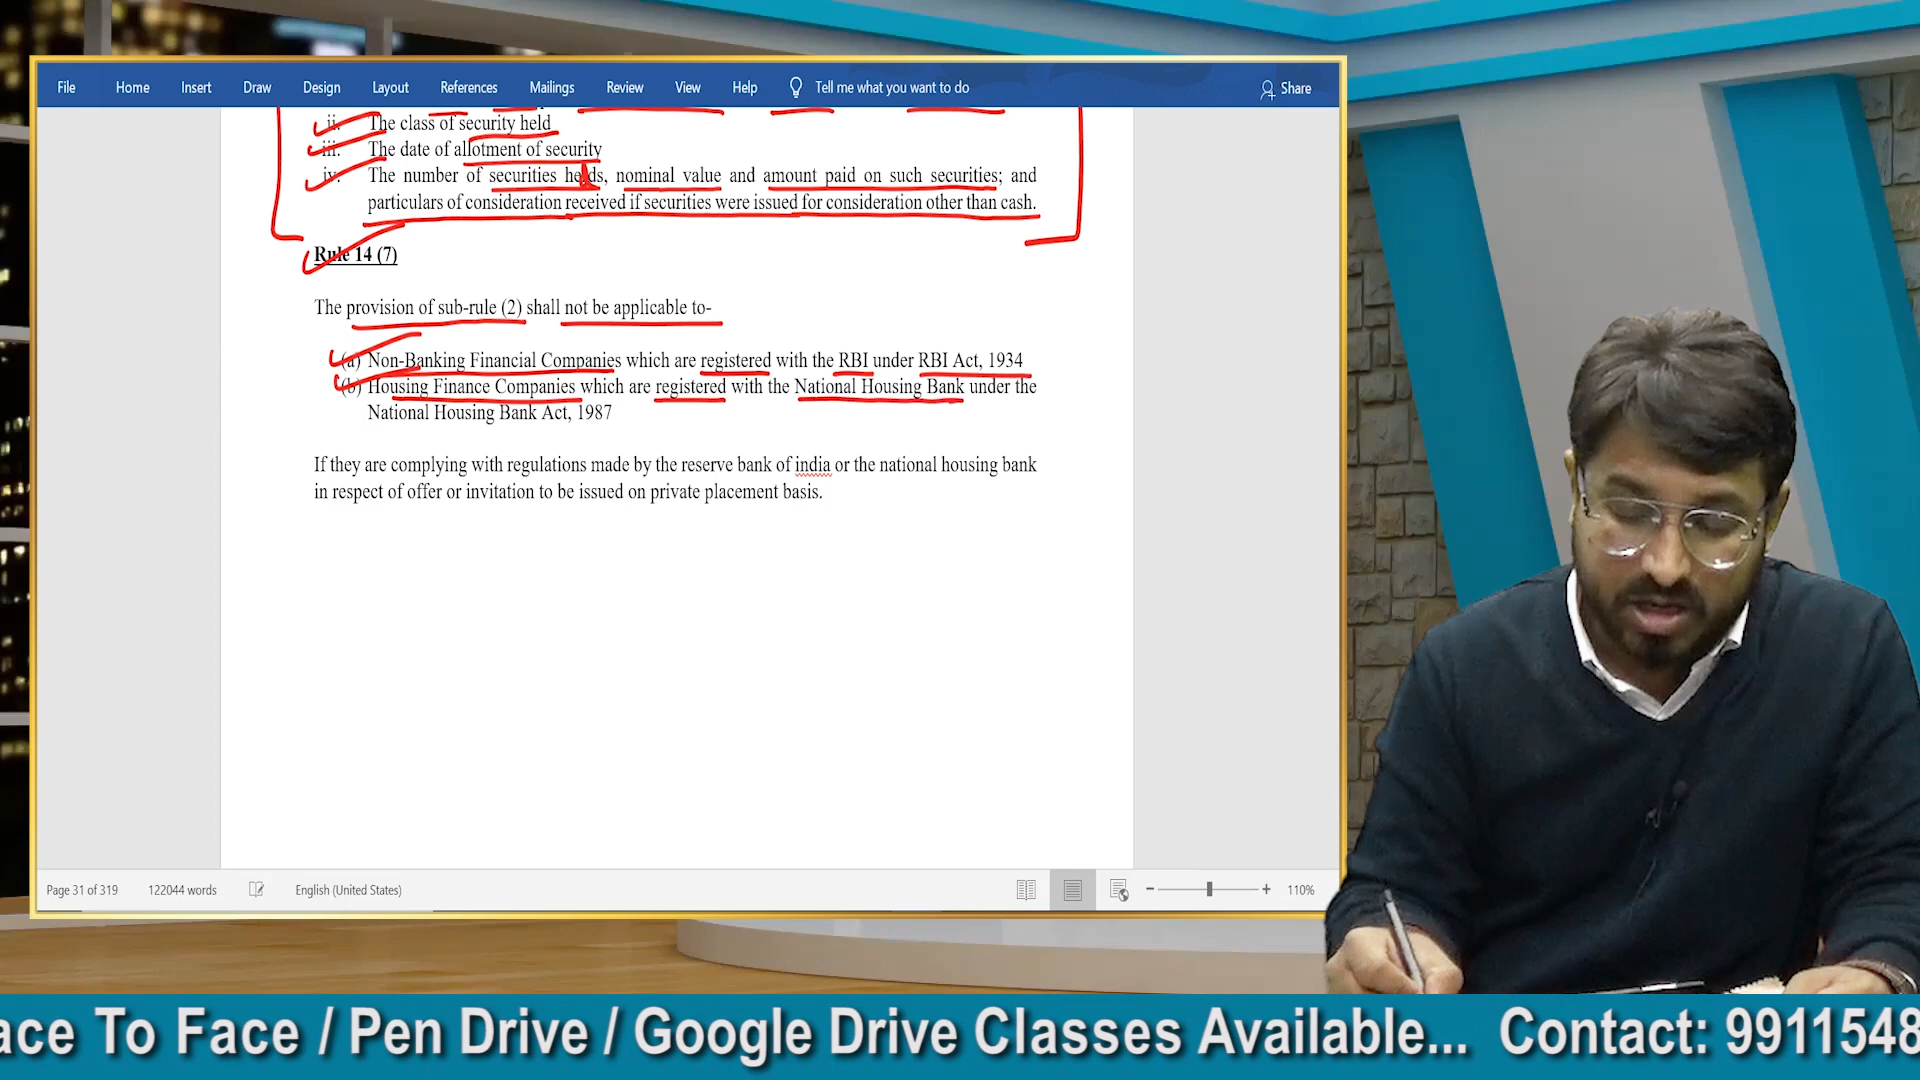 File Home Insert Draw Design Layout References Mailings Review View Help Tell me what you want to do Share
ii. The class of security held
iii. The date of allotment of security
iv. The number of securities helds, nominal value and amount paid on such securities; and
particulars of consideration received if securities were issued for consideration other than cash.
Rule 14 (7)
The provision of sub-rule (2) shall not be applicable to-
(a) Non-Banking Financial Companies which are registered with the RBI under RBI Act, 1934
(b) Housing Finance Companies which are registered with the National Housing Bank under the
National Housing Bank Act, 1987
If they are complying with regulations made by the reserve bank of india or the national housing bank
in respect of offer or invitation to be issued on private placement basis.
Page 31 of 319 122044 words English (United States) 110%
ace To Face / Pen Drive / Google Drive Classes Available... Contact: 9911548